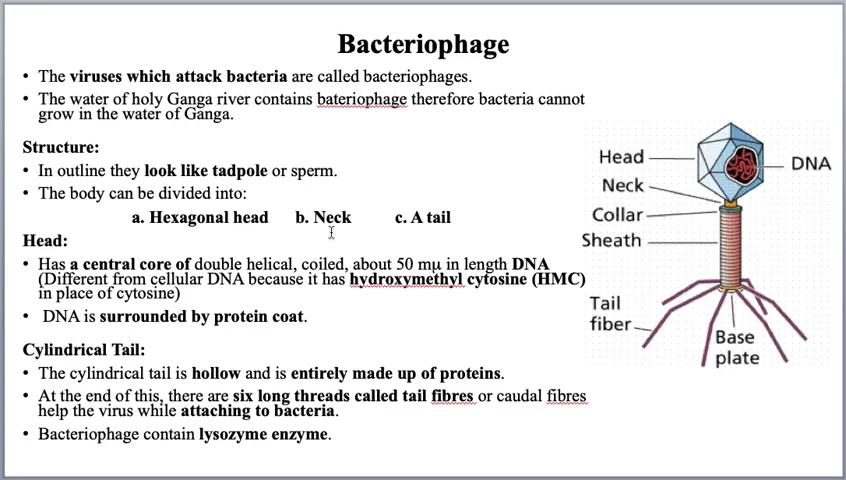 Bacteriophage
• The viruses which attack bacteria are called bacteriophages.
• The water of holy Ganga river contains bateriophage therefore bacteria cannot
grow in the water of Ganga.
Structure:
• In outline they look like tadpole or sperm.
• The body can be divided into:
a. Hexagonal head b. Neck c. A tail
Head:
• Has a central core of double helical, coiled, about 50 mµ in length DNA
(Different from cellular DNA because it has hydroxymethyl cytosine (HMC)
in place of cytosine)
• DNA is surrounded by protein coat.
Cylindrical Tail:
• The cylindrical tail is hollow and is entirely made up of proteins.
• At the end of this, there are six long threads called tail fibres or caudal fibres
help the virus while attaching to bacteria.
• Bacteriophage contain lysozyme enzyme.
Head
DNA
Neck
Collar
Sheath
Tail
fiber
Base
plate